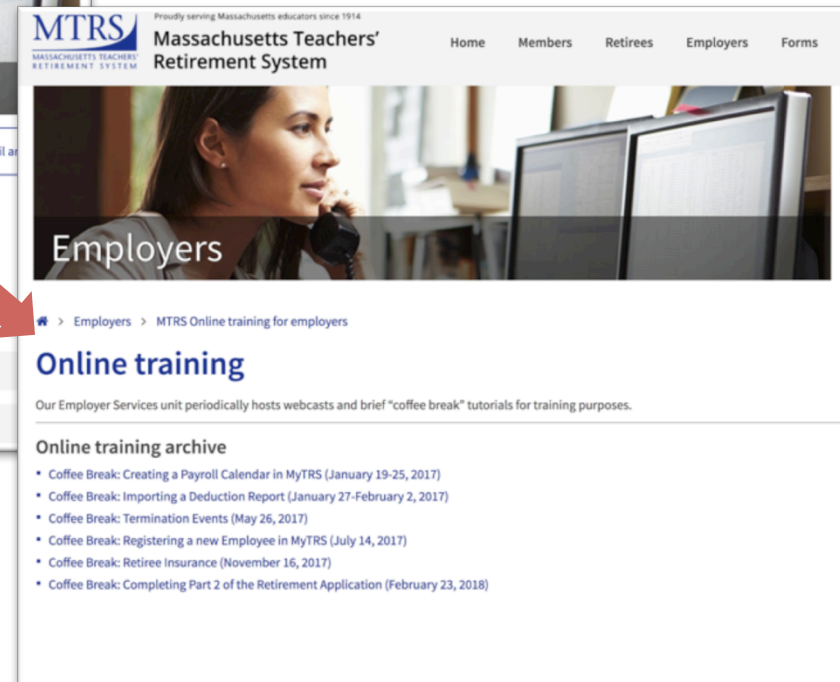 Proudly serving Massachusetts educators since 1914
MTRS
MASSACHUSETTS TEACHERS'
RETIREMENT SYSTEM
Massachusetts Teachers'
Retirement System
Home Members Retirees Employers Forms
Employers
> Employers > MTRS Online training for employers
Online training
Our Employer Services unit periodically hosts webcasts and brief “coffee break” tutorials for training purposes.
Online training archive
▪ Coffee Break: Creating a Payroll Calendar in MyTRS (January 19-25, 2017)
▪ Coffee Break: Importing a Deduction Report (January 27-February 2, 2017)
▪ Coffee Break: Termination Events (May 26, 2017)
▪ Coffee Break: Registering a new Employee in MyTRS (July 14, 2017)
▪ Coffee Break: Retiree Insurance (November 16, 2017)
▪ Coffee Break: Completing Part 2 of the Retirement Application (February 23, 2018)